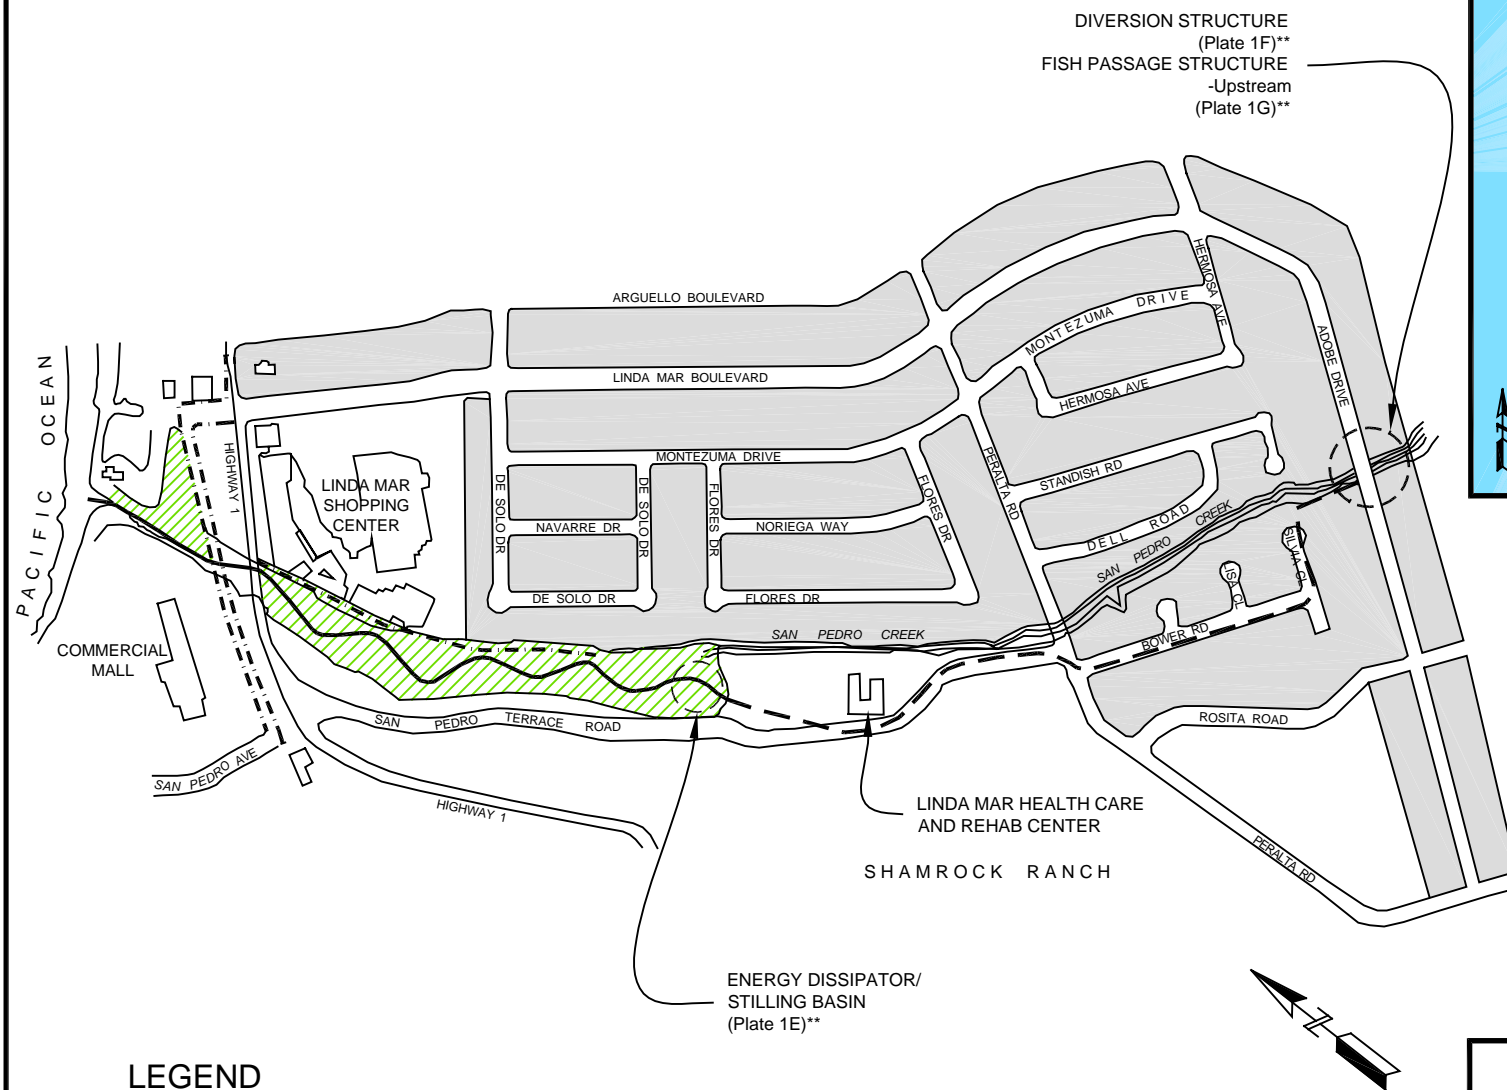 DIVERSION STRUCTURE
(Plate 1F)**
FISH PASSAGE STRUCTURE
-Upstream
(Plate 1G)**
ARGUELLO BOULEVARD
LINDA MAR BOULEVARD
MONTEZUMA DRIVE
MONTEZUMA DRIVE
HERMOSA AVE
HERMOSA AVE
ADOBE DRIVE
PACIFIC OCEAN
HIGHWAY 1
LINDA MAR
SHOPPING
CENTER
DE SOLO DR
DE SOLO DR
FLORES DR
FLORES DR
PERALTA RD
STANDISH RD
NAVARRE DR
NORIEGA WAY
DELL ROAD
SAN PEDRO CREEK
SILVIA CL
LISA CL
DE SOLO DR
FLORES DR
BOWER RD
SAN PEDRO CREEK
COMMERCIAL
MALL
SAN PEDRO TERRACE ROAD
ROSITA ROAD
SAN PEDRO AVE
HIGHWAY 1
LINDA MAR HEALTH CARE
AND REHAB CENTER
SHAMROCK RANCH
PERALTA RD
ENERGY DISSIPATOR/
STILLING BASIN
(Plate 1E)**
N
LEGEND